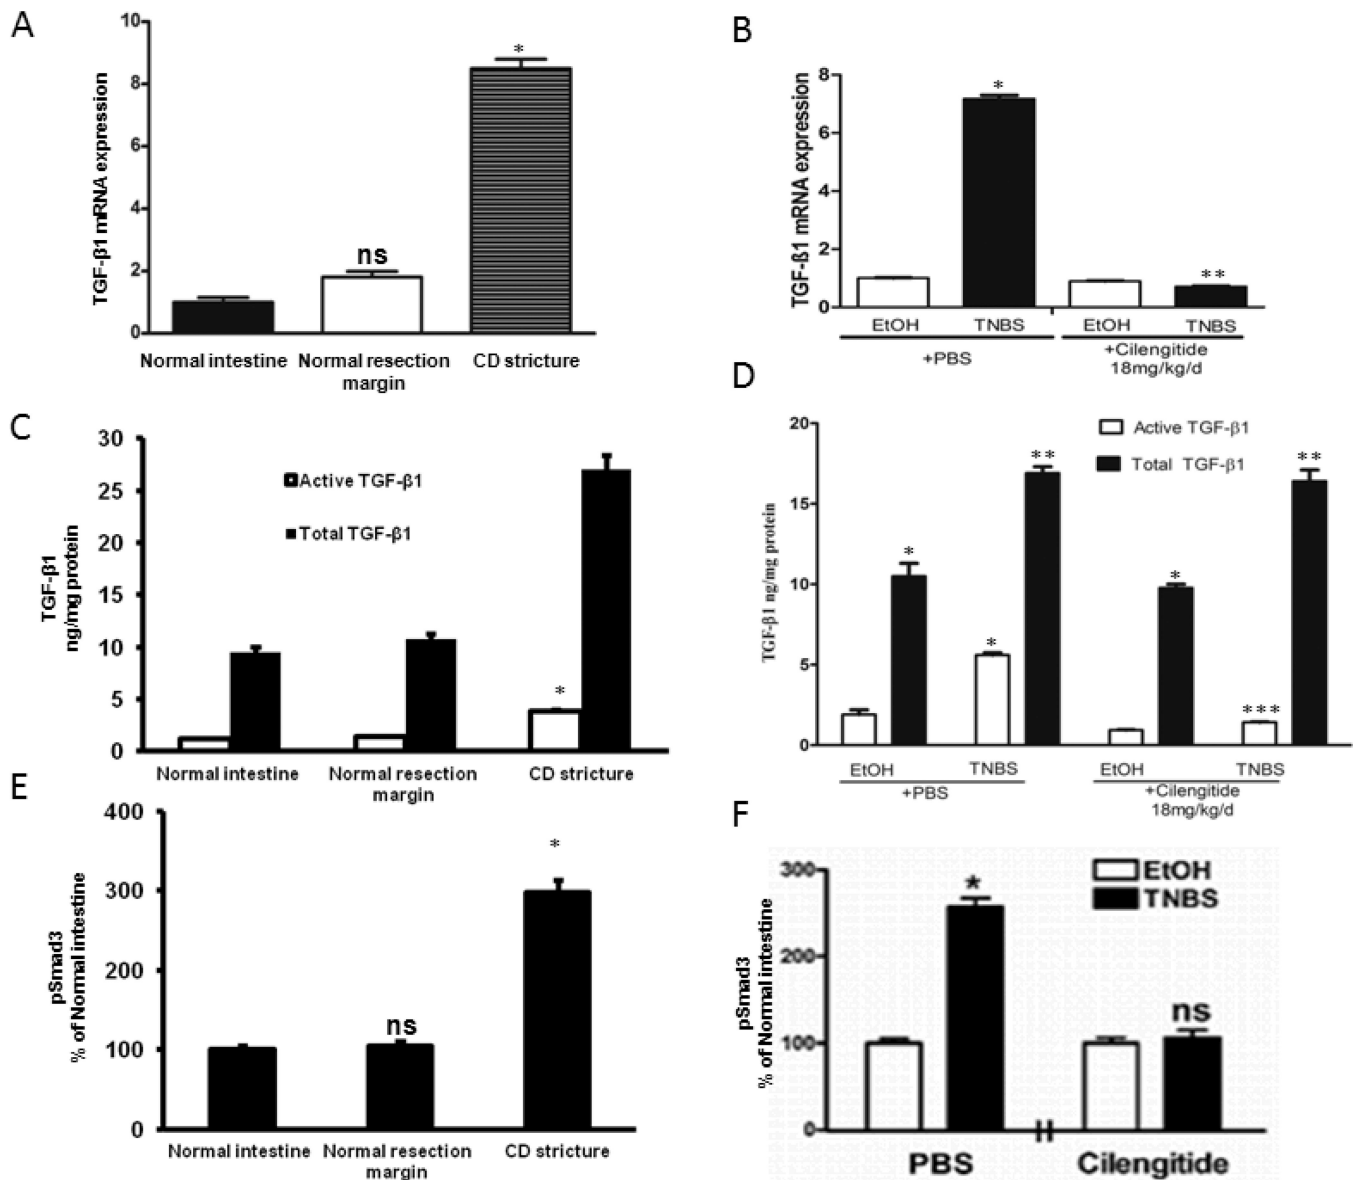 A
TGF-β1 mRNA expression
10
8
6
4
2
0
*
ns
Normal intestine
Normal resection
margin
CD stricture
B
TGF-ß1 mRNA expression
8
6
4
2
0
*
**
EtOH
TNBS
EtOH
TNBS
+PBS
+Cilengitide
18mg/kg/d
C
TGF-β1
ng/mg protein
30
25
20
15
10
5
0
Active TGF-β1
Total TGF-β1
*
Normal intestine
Normal resection
margin
CD stricture
D
TGF-β1 ng/mg protein
20
15
10
5
0
Active TGF-β1
Total TGF-β1
*
*
**
*
***
**
EtOH
TNBS
EtOH
TNBS
+PBS
+Cilengitide
18mg/kg/d
E
pSmad3
% of Normal intestine
400
300
200
100
0
ns
*
Normal intestine
Normal resection
margin
CD stricture
F
pSmad3
% of Normal intestine
300
200
100
0
EtOH
TNBS
*
ns
PBS
Cilengitide